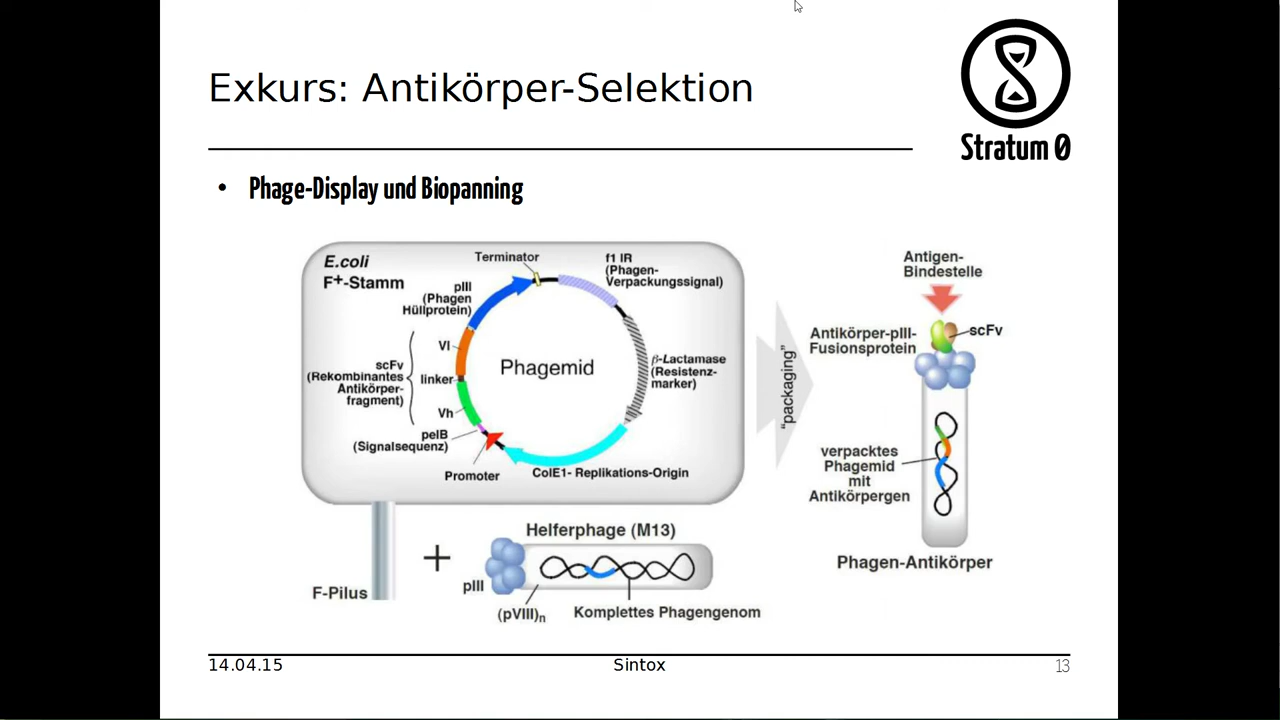 Exkurs: Antikörper-Selektion
Stratum 0
• Phage-Display und Biopanning
E.coli
F+-Stamm
Terminator
f1 IR
(Phagen-
Verpackungssignal)
pIII
(Phagen
Hüllprotein)
Vl
scFv
(Rekombinantes
Antikörper-
fragment)
linker
Vh
pelB
(Signalsequenz)
Promoter
Phagemid
β-Lactamase
(Resistenz-
marker)
ColE1- Replikations-Origin
"packaging"
Antigen-
Bindestelle
Antikörper-pIII-
Fusionsprotein
scFv
verpacktes
Phagemid
mit
Antikörpergen
Phagen-Antikörper
F-Pilus
+
Helferphage (M13)
pIII
(pVIII)n
Komplettes Phagengenom
14.04.15
Sintox
13